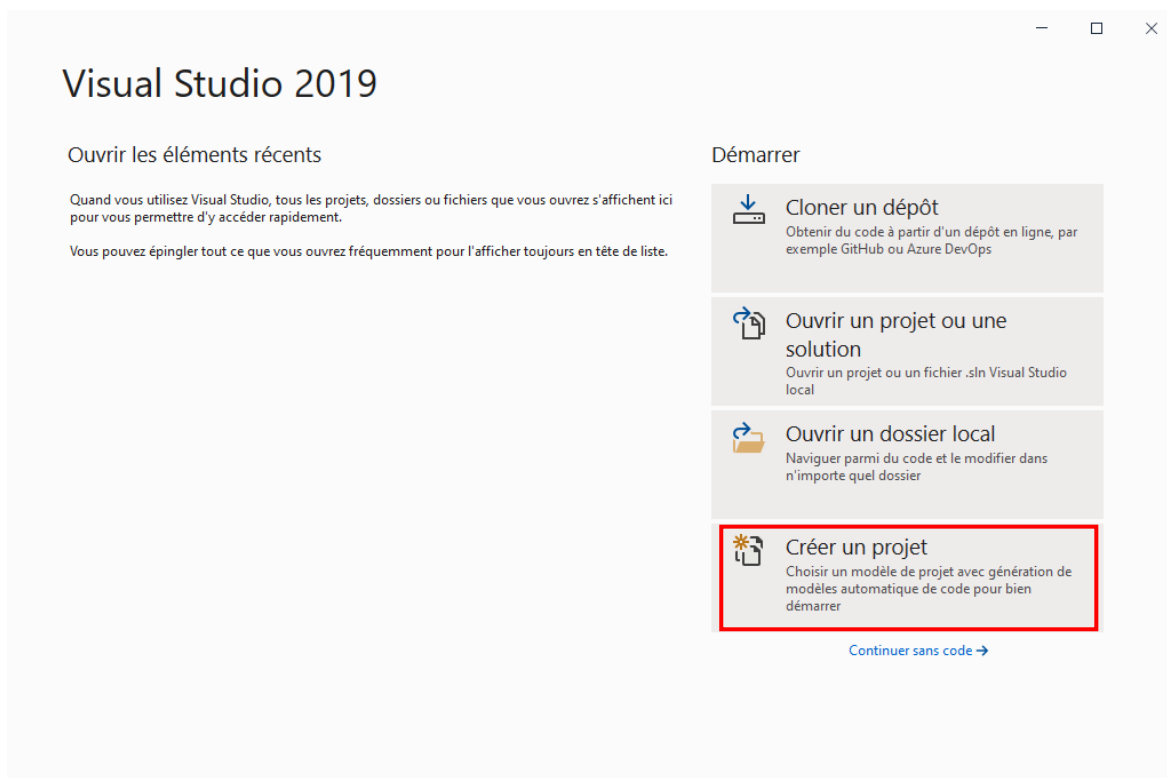 Visual Studio 2019
Ouvrir les éléments récents
Quand vous utilisez Visual Studio, tous les projets, dossiers ou fichiers que vous ouvrez s'affichent ici
pour vous permettre d'y accéder rapidement.
Vous pouvez épingler tout ce que vous ouvrez fréquemment pour l'afficher toujours en tête de liste.
Démarrer
Cloner un dépôt
Obtenir du code à partir d'un dépôt en ligne, par
exemple GitHub ou Azure DevOps
Ouvrir un projet ou une
solution
Ouvrir un projet ou un fichier .sln Visual Studio
local
Ouvrir un dossier local
Naviguer parmi du code et le modifier dans
n'importe quel dossier
Créer un projet
Choisir un modèle de projet avec génération de
modèles automatique de code pour bien
démarrer
Continuer sans code →